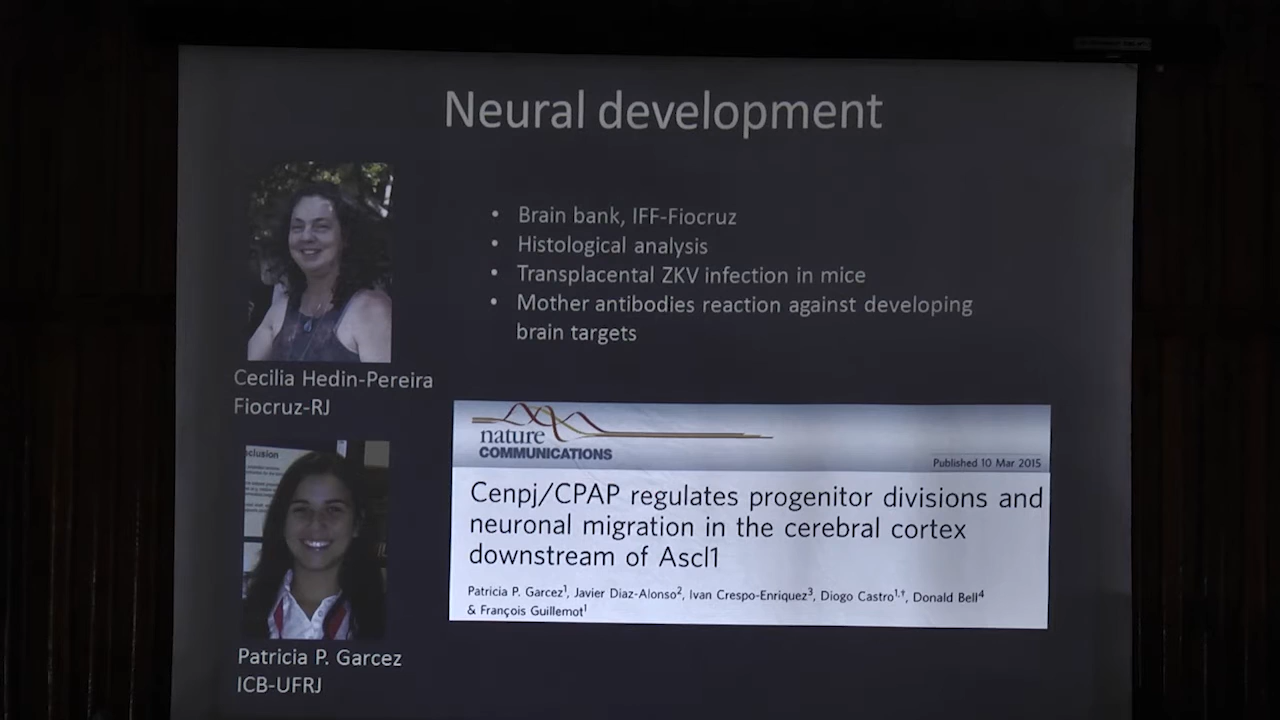 Neural development
• Brain bank, IFF-Fiocruz
• Histological analysis
• Transplacental ZKV infection in mice
• Mother antibodies reaction against developing
brain targets
Cecilia Hedin-Pereira
Fiocruz-RJ
nature
COMMUNICATIONS
Published 10 Mar 2015
Cenpj/CPAP regulates progenitor divisions and
neuronal migration in the cerebral cortex
downstream of Ascl1
Patricia P. Garcez¹, Javier Diaz-Alonso², Ivan Crespo-Enriquez³, Diogo Castro¹,†, Donald Bell⁴
& François Guillemot¹
clusion
Patricia P. Garcez
ICB-UFRJ